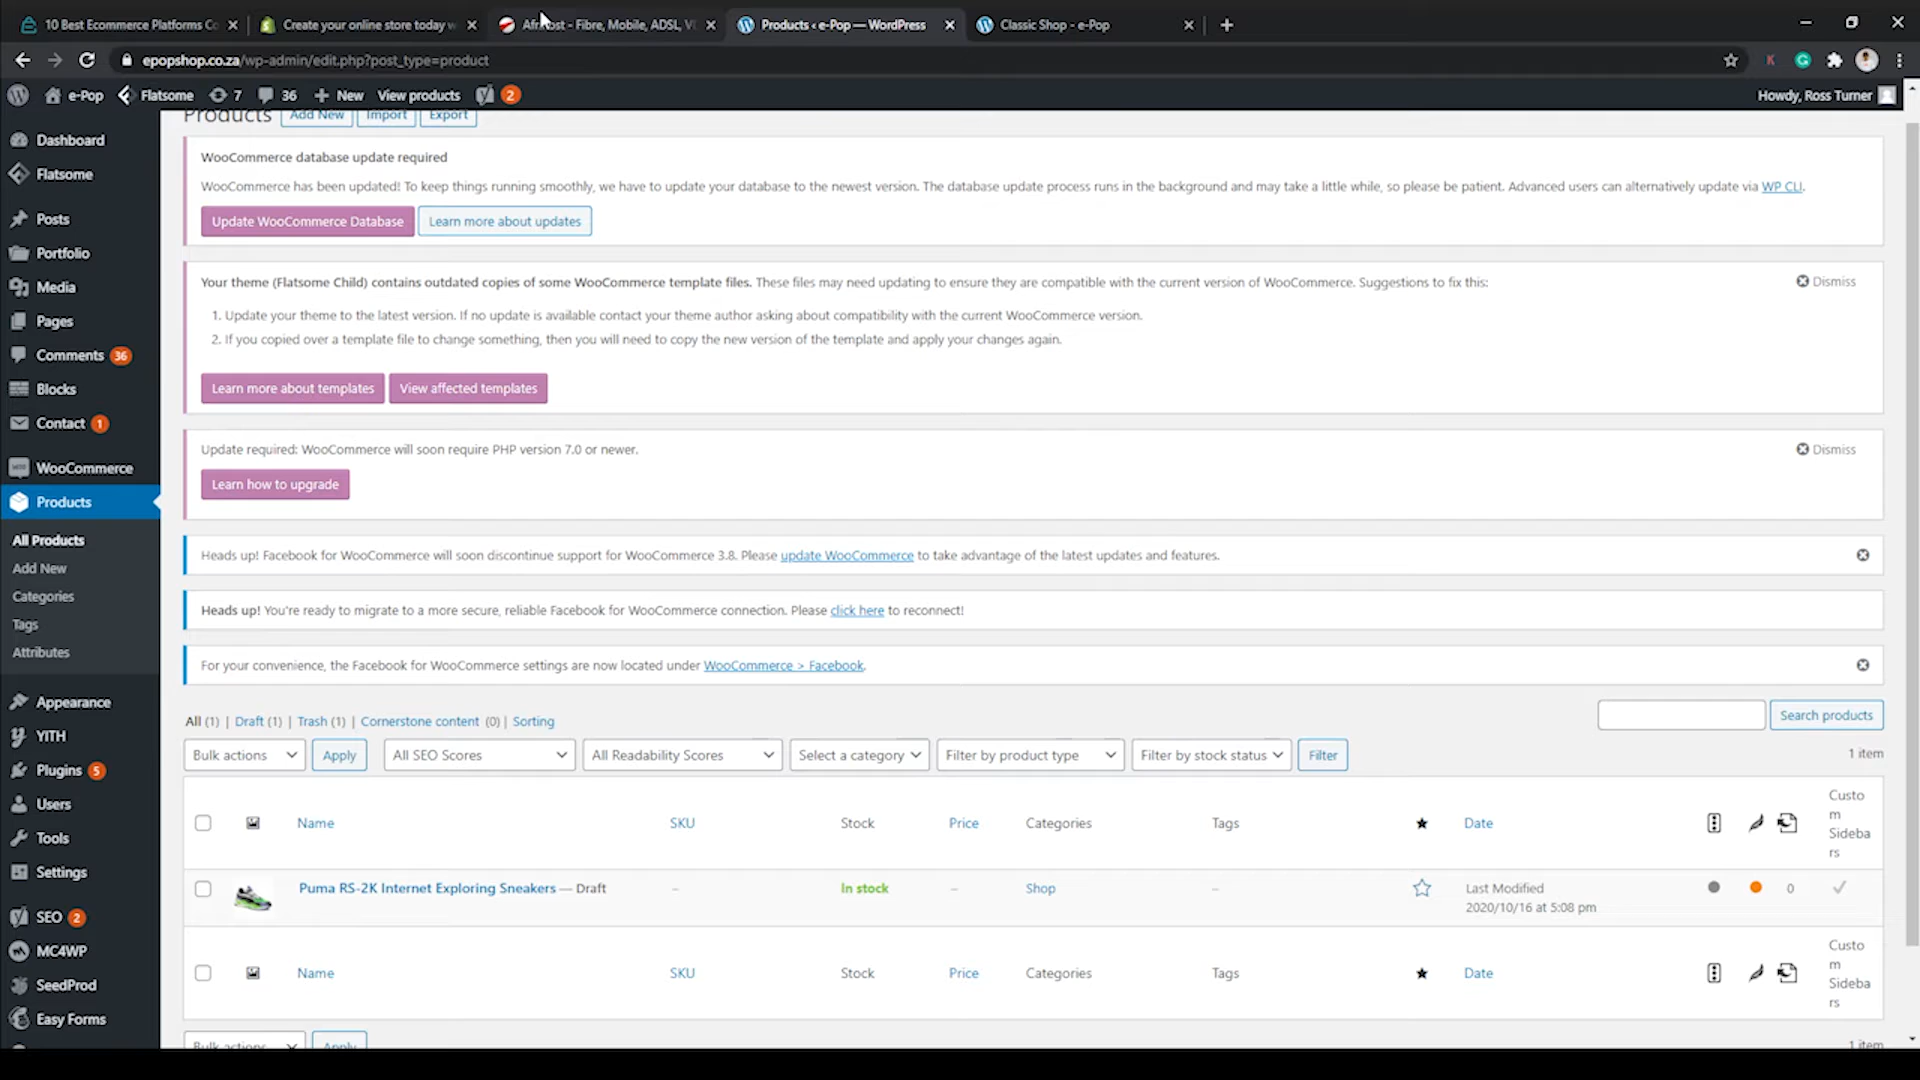 10 Best Ecommerce Platforms Co
Create your online store today w
Afrihost - Fibre, Mobile, ADSL, VI
Products ‹ e-Pop — WordPress
Classic Shop - e-Pop
epopshop.co.za/wp-admin/edit.php?post_type=product
e-Pop Flatsome 7 36 New View products 2 Howdy, Ross Turner
Dashboard
Flatsome
Posts
Portfolio
Media
Pages
Comments 36
Blocks
Contact 1
WooCommerce
Products
All Products
Add New
Categories
Tags
Attributes
Appearance
YITH
Plugins 5
Users
Tools
Settings
SEO 2
MC4WP
SeedProd
Easy Forms
Products Add New Import Export
WooCommerce database update required
WooCommerce has been updated! To keep things running smoothly, we have to update your database to the newest version. The database update process runs in the background and may take a little while, so please be patient. Advanced users can alternatively update via WP CLI.
Update WooCommerce Database Learn more about updates
Your theme (Flatsome Child) contains outdated copies of some WooCommerce template files. These files may need updating to ensure they are compatible with the current version of WooCommerce. Suggestions to fix this: Dismiss
1. Update your theme to the latest version. If no update is available contact your theme author asking about compatibility with the current WooCommerce version.
2. If you copied over a template file to change something, then you will need to copy the new version of the template and apply your changes again.
Learn more about templates View affected templates
Update required: WooCommerce will soon require PHP version 7.0 or newer. Dismiss
Learn how to upgrade
Heads up! Facebook for WooCommerce will soon discontinue support for WooCommerce 3.8. Please update WooCommerce to take advantage of the latest updates and features.
Heads up! You're ready to migrate to a more secure, reliable Facebook for WooCommerce connection. Please click here to reconnect!
For your convenience, the Facebook for WooCommerce settings are now located under WooCommerce > Facebook.
All (1) | Draft (1) | Trash (1) | Cornerstone content (0) | Sorting Search products
Bulk actions Apply All SEO Scores All Readability Scores Select a category Filter by product type Filter by stock status Filter 1 item
Name SKU Stock Price Categories Tags Date Custo
m
Sideba
rs
Puma RS-2K Internet Exploring Sneakers — Draft – In stock – Shop – Last Modified 0
2020/10/16 at 5:08 pm
Name SKU Stock Price Categories Tags Date Custo
m
Sideba
rs
Bulk actions Apply 1 item